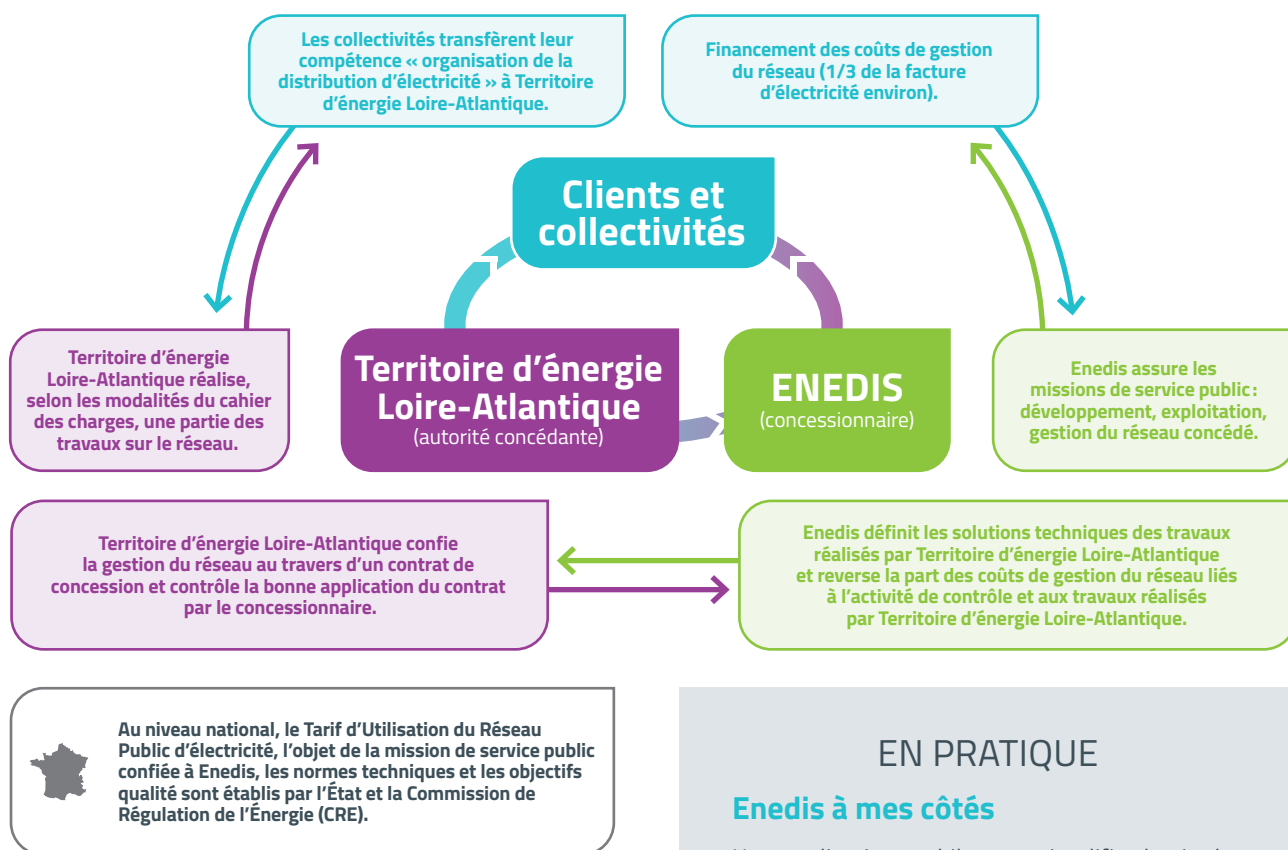 Les collectivités transfèrent leur
compétence « organisation de la
distribution d’électricité » à Territoire
d’énergie Loire-Atlantique.
Financement des coûts de gestion
du réseau (1/3 de la facture
d’électricité environ).
Clients et
collectivités
Territoire d’énergie
Loire-Atlantique réalise,
selon les modalités du cahier
des charges, une partie des
travaux sur le réseau.
Territoire d’énergie
Loire-Atlantique
(autorité concédante)
ENEDIS
(concessionnaire)
Enedis assure les
missions de service public :
développement, exploitation,
gestion du réseau concédé.
Territoire d’énergie Loire-Atlantique confie
la gestion du réseau au travers d’un contrat de
concession et contrôle la bonne application du contrat
par le concessionnaire.
Enedis définit les solutions techniques des travaux
réalisés par Territoire d’énergie Loire-Atlantique
et reverse la part des coûts de gestion du réseau liés
à l’activité de contrôle et aux travaux réalisés
par Territoire d’énergie Loire-Atlantique.
Au niveau national, le Tarif d’Utilisation du Réseau
Public d’électricité, l’objet de la mission de service public
confiée à Enedis, les normes techniques et les objectifs
qualité sont établis par l’État et la Commission de
Régulation de l’Énergie (CRE).
EN PRATIQUE
Enedis à mes côtés